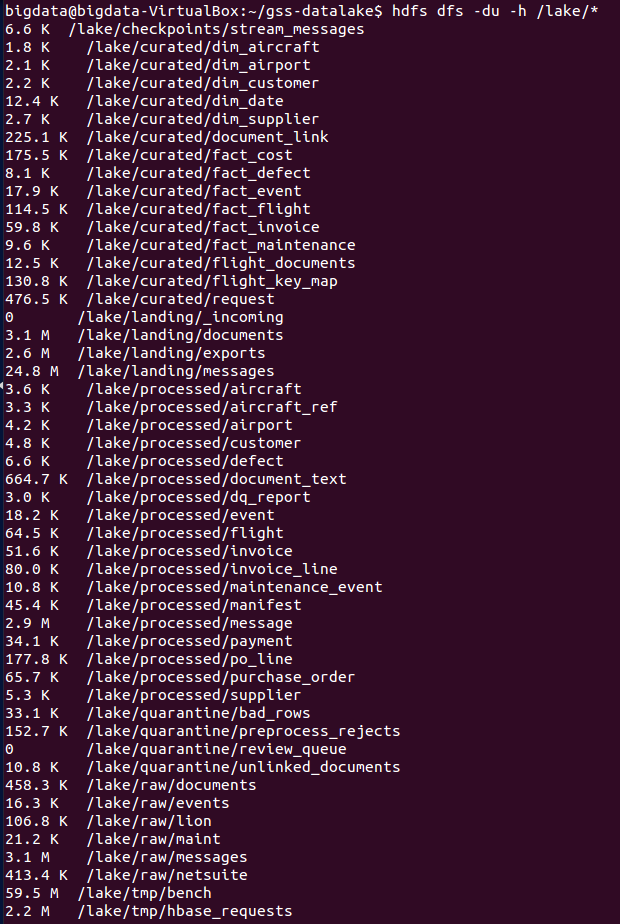 bigdata@bigdata-VirtualBox:~/gss-datalake$ hdfs dfs -du -h /lake/*
6.6 K  /lake/checkpoints/stream_messages
1.8 K    /lake/curated/dim_aircraft
2.1 K    /lake/curated/dim_airport
2.2 K    /lake/curated/dim_customer
12.4 K   /lake/curated/dim_date
2.7 K    /lake/curated/dim_supplier
225.1 K  /lake/curated/document_link
175.5 K  /lake/curated/fact_cost
8.1 K    /lake/curated/fact_defect
17.9 K   /lake/curated/fact_event
114.5 K  /lake/curated/fact_flight
59.8 K   /lake/curated/fact_invoice
9.6 K    /lake/curated/fact_maintenance
12.5 K   /lake/curated/flight_documents
130.8 K  /lake/curated/flight_key_map
476.5 K  /lake/curated/request
0       /lake/landing/_incoming
3.1 M   /lake/landing/documents
2.6 M   /lake/landing/exports
24.8 M  /lake/landing/messages
3.6 K    /lake/processed/aircraft
3.3 K    /lake/processed/aircraft_ref
4.2 K    /lake/processed/airport
4.8 K    /lake/processed/customer
6.6 K    /lake/processed/defect
664.7 K  /lake/processed/document_text
3.0 K    /lake/processed/dq_report
18.2 K   /lake/processed/event
64.5 K   /lake/processed/flight
51.6 K   /lake/processed/invoice
80.0 K   /lake/processed/invoice_line
10.8 K   /lake/processed/maintenance_event
45.4 K   /lake/processed/manifest
2.9 M    /lake/processed/message
34.1 K   /lake/processed/payment
177.8 K  /lake/processed/po_line
65.7 K   /lake/processed/purchase_order
5.3 K    /lake/processed/supplier
33.1 K   /lake/quarantine/bad_rows
152.7 K  /lake/quarantine/preprocess_rejects
0        /lake/quarantine/review_queue
10.8 K   /lake/quarantine/unlinked_documents
458.3 K  /lake/raw/documents
16.3 K   /lake/raw/events
106.8 K  /lake/raw/lion
21.2 K   /lake/raw/maint
3.1 M    /lake/raw/messages
413.4 K  /lake/raw/netsuite
59.5 M  /lake/tmp/bench
2.2 M   /lake/tmp/hbase_requests